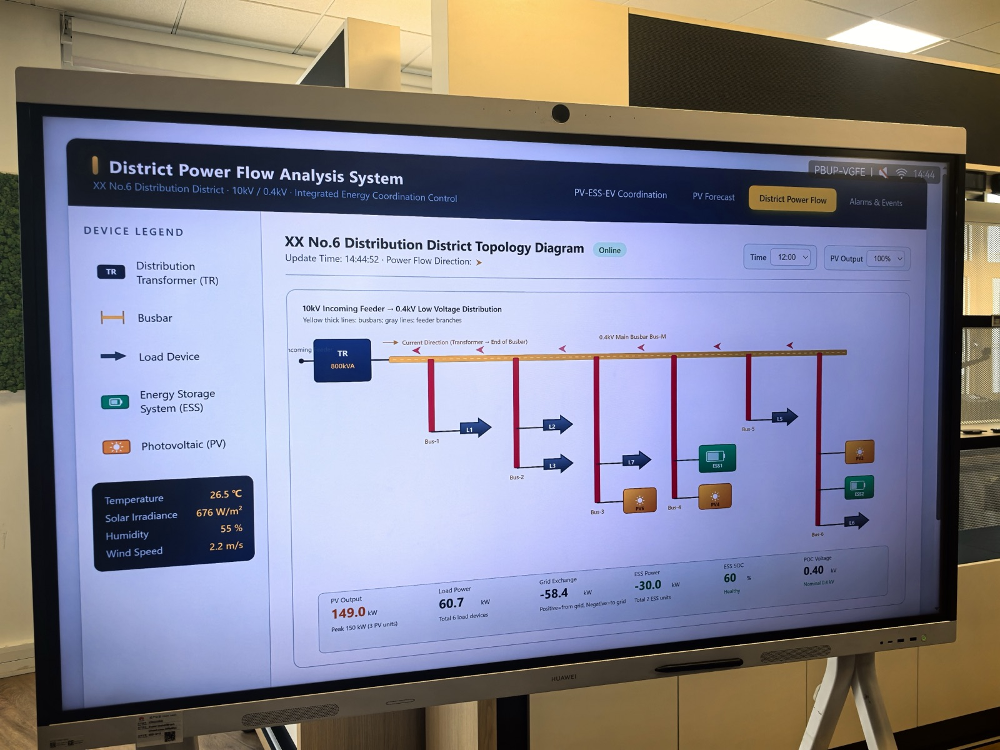 PBUP-VGFE | 14:44
District Power Flow Analysis System
XX No.6 Distribution District · 10kV / 0.4kV · Integrated Energy Coordination Control
PV-ESS-EV Coordination
PV Forecast
District Power Flow
Alarms & Events
DEVICE LEGEND
TR
Distribution
Transformer (TR)
Busbar
Load Device
Energy Storage
System (ESS)
Photovoltaic (PV)
Temperature 26.5 ℃
Solar Irradiance 676 W/m²
Humidity 55 %
Wind Speed 2.2 m/s
XX No.6 Distribution District Topology Diagram
Online
Update Time: 14:44:52 · Power Flow Direction: ➤
Time 12:00
PV Output 100%
10kV Incoming Feeder → 0.4kV Low Voltage Distribution
Yellow thick lines: busbars; gray lines: feeder branches
Current Direction (Transformer → End of Busbar)
0.4kV Main Busbar Bus-M
TR
800kVA
L1
Bus-1
L2
L3
Bus-2
L7
PV5
Bus-3
ESS1
PV4
Bus-4
L5
Bus-5
PV2
ESS2
L6
Bus-6
PV Output
149.0 kW
Peak 150 kW (3 PV units)
Load Power
60.7 kW
Total 6 load devices
Grid Exchange
-58.4 kW
Positive=from grid, Negative=to grid
ESS Power
-30.0 kW
Total 2 ESS units
ESS SOC
60 %
Healthy
POC Voltage
0.40 kV
Nominal 0.4 kV
HUAWEI